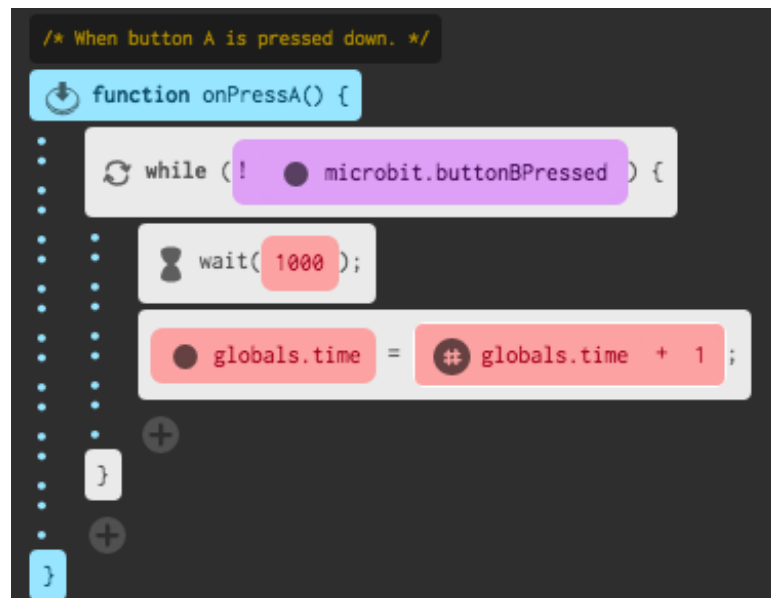 /* When button A is pressed down. */
function onPressA() {
while (! microbit.buttonBPressed ) {
wait( 1000 );
globals.time = # globals.time + 1 ;
}
}